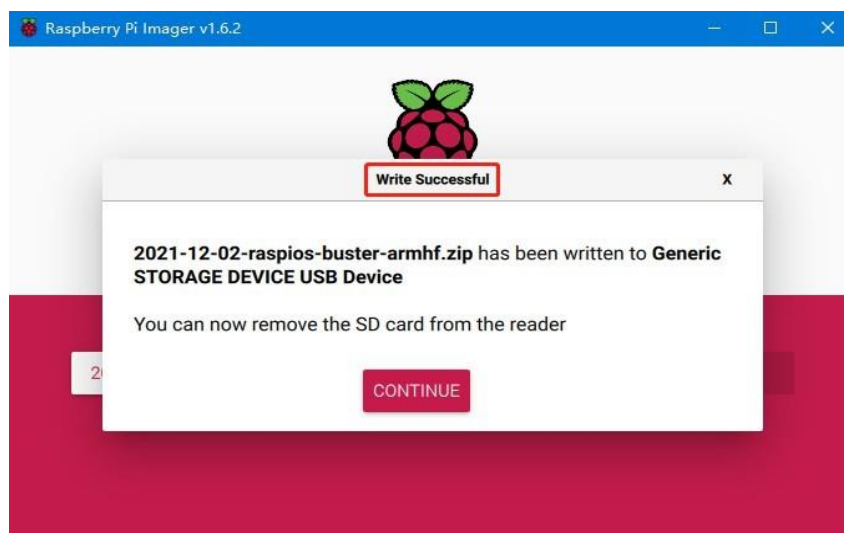 Raspberry Pi Imager v1.6.2
Write Successful
X
2021-12-02-raspios-buster-armhf.zip has been written to Generic
STORAGE DEVICE USB Device
You can now remove the SD card from the reader
CONTINUE